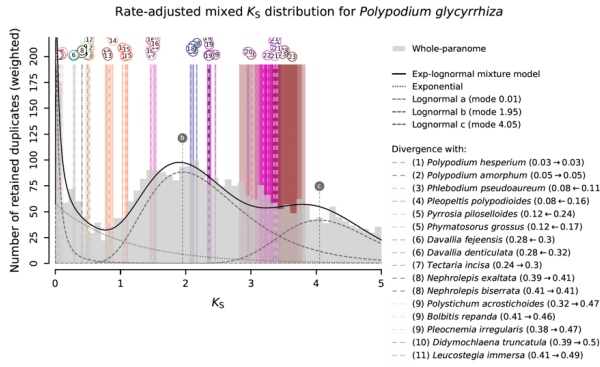 Rate-adjusted mixed KS distribution for Polypodium glycyrrhiza
Number of retained duplicates (weighted)
200
175
150
125
100
75
50
25
0
0
1
2
3
4
5
KS
b
c
Whole-paranome
Exp-lognormal mixture model
Exponential
Lognormal a (mode 0.01)
Lognormal b (mode 1.95)
Lognormal c (mode 4.05)
Divergence with:
(1) Polypodium hesperium (0.03→0.03)
(2) Polypodium amorphum (0.05→0.05)
(3) Phlebodium pseudoaureum (0.08←0.11
(4) Pleopeltis polypodioides (0.08←0.16)
(5) Pyrrosia piloselloides (0.12←0.24)
(5) Phymatosorus grossus (0.12←0.17)
(6) Davallia fejeensis (0.28←0.3)
(6) Davallia denticulata (0.28←0.32)
(7) Tectaria incisa (0.24→0.3)
(8) Nephrolepis exaltata (0.39→0.41)
(8) Nephrolepis biserrata (0.41→0.41)
(9) Polystichum acrostichoides (0.32→0.47
(9) Bolbitis repanda (0.41→0.46)
(9) Pleocnemia irregularis (0.38→0.47)
(10) Didymochlaena truncatula (0.39→0.5)
(11) Leucostegia immersa (0.41→0.49)